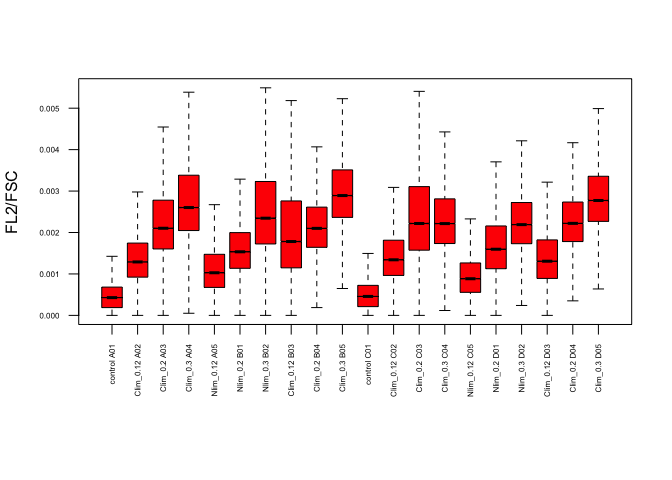 FL2/FSC
0.005
0.004
0.003
0.002
0.001
0.000
control A01
Clim_0.12 A02
Clim_0.2 A03
Clim_0.3 A04
Nlim_0.12 A05
Nlim_0.2 B01
Nlim_0.3 B02
Clim_0.12 B03
Clim_0.2 B04
Clim_0.3 B05
control C01
Clim_0.12 C02
Clim_0.2 C03
Clim_0.3 C04
Nlim_0.12 C05
Nlim_0.2 D01
Nlim_0.3 D02
Clim_0.12 D03
Clim_0.2 D04
Clim_0.3 D05